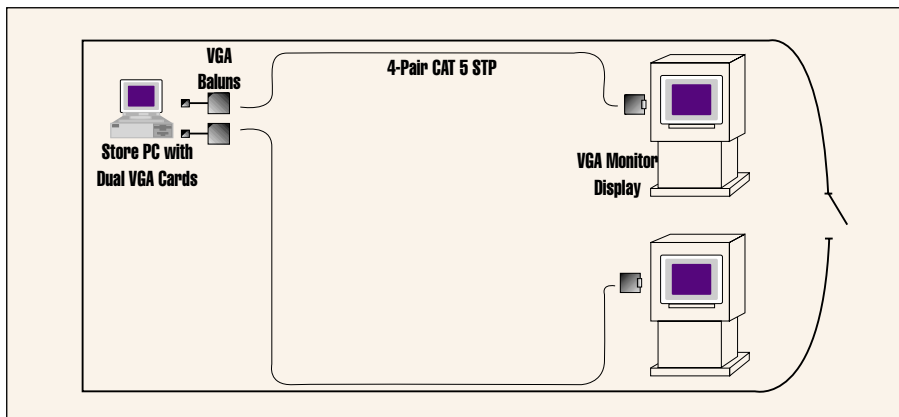 VGA
Baluns
4-Pair CAT 5 STP
Store PC with
Dual VGA Cards
VGA Monitor
Display